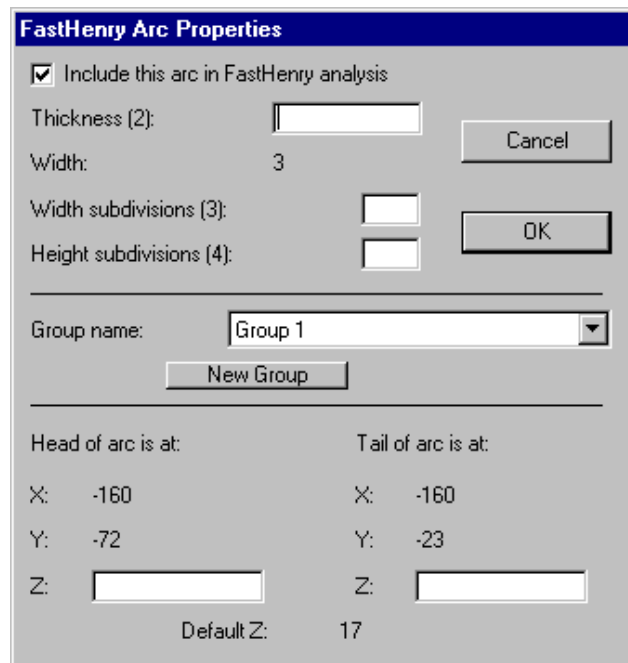 FastHenry Arc Properties
Include this arc in FastHenry analysis
Thickness (2):
Cancel
Width: 3
Width subdivisions (3):
OK
Height subdivisions (4):
Group name: Group 1
New Group
Head of arc is at: Tail of arc is at:
X: -160 X: -160
Y: -72 Y: -23
Z: Z:
Default Z: 17